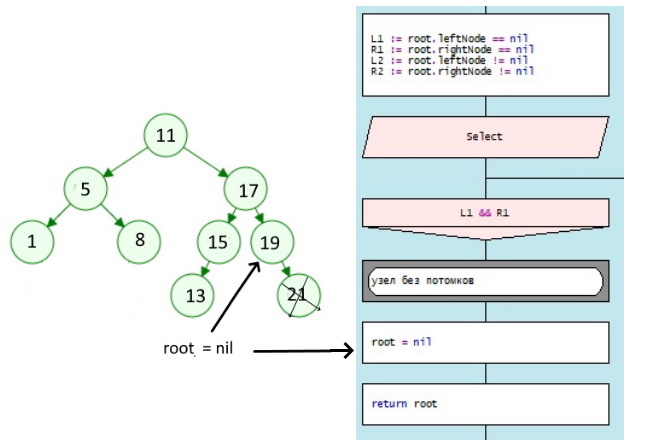 11
5
17
1
8
15
19
13
21
root = nil
L1 := root.leftNode == nil
R1 := root.rightNode == nil
L2 := root.leftNode != nil
R2 := root.rightNode != nil
Select
L1 && R1
узел без потомков
root = nil
return root